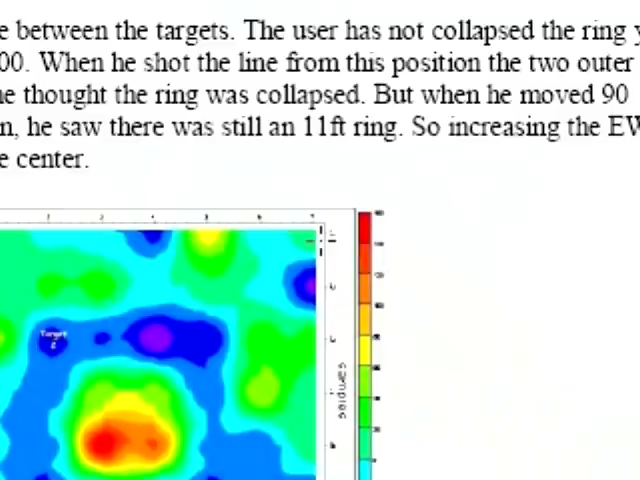 e between the targets. The user has not collapsed the ring y
00. When he shot the line from this position the two outer
he thought the ring was collapsed. But when he moved 90
n, he saw there was still an 11ft ring. So increasing the EW
e center.
Target
2
samples